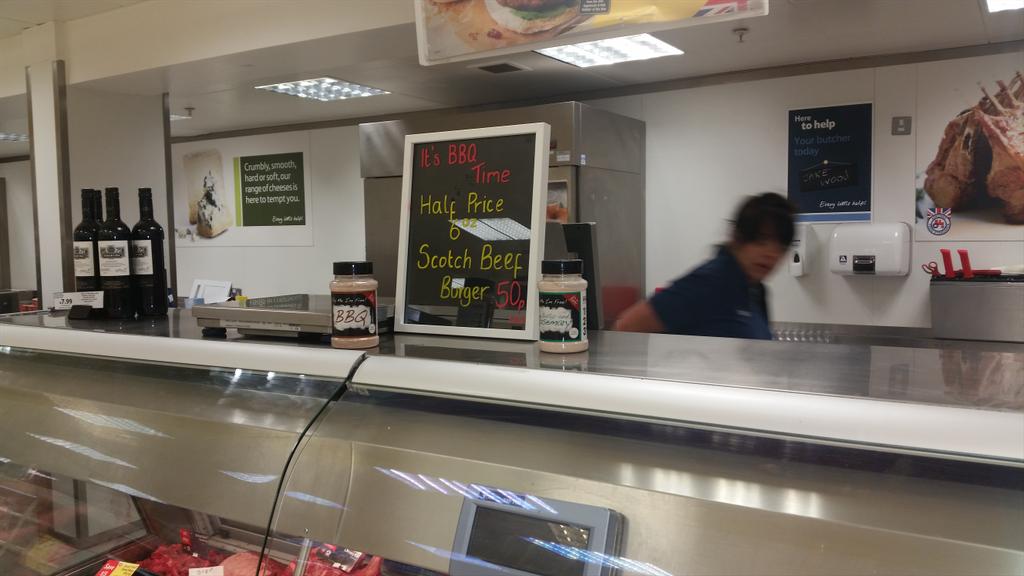 Crumbly, smooth,
hard or soft, our
range of cheeses is
here to tempt you.
Every little helps
It's BBQ
Time
Half Price
6oz
Scotch Beef
Burger 50p
BBQ
Here
to help
Your butcher
today
JAKE
WOOD
Every little helps
7.99